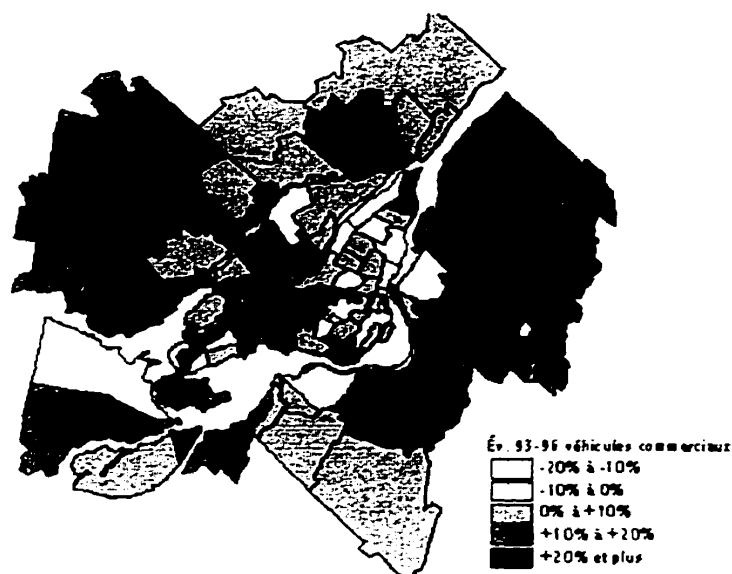 Év. 93-96 véhicules commerciaux
-20% à -10%
-10% à 0%
0% à +10%
+10% à +20%
+20% et plus